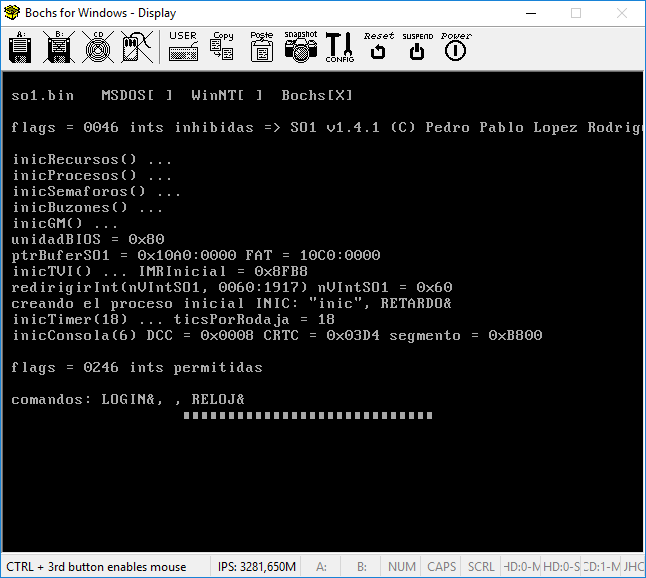 Bochs for Windows - Display
A: B: CD USER Copy Paste snapshot CONFIG Reset SUSPEND Power
so1.bin MSDOS[ ] WinNT[ ] Bochs[X]
flags = 0046 ints inhibidas => SO1 v1.4.1 (C) Pedro Pablo Lopez Rodrig
inicRecursos() ...
inicProcesos() ...
inicSemaforos() ...
inicBuzones() ...
inicGM() ...
unidadBIOS = 0x80
ptrBuferSO1 = 0x10A0:0000 FAT = 10C0:0000
inicTVI() ... IMRInicial = 0x8FB8
redirigirInt(nVIntSO1, 0060:1917) nVIntSO1 = 0x60
creando el proceso inicial INIC: "inic", RETARDO&
inicTimer(18) ... ticsPorRodaja = 18
inicConsola(6) DCC = 0x0008 CRTC = 0x03D4 segmento = 0xB800
flags = 0246 ints permitidas
comandos: LOGIN&, , RELOJ&
CTRL + 3rd button enables mouse IPS: 3281,650M A: B: NUM CAPS SCRL HD:0-M HD:0-S CD:1-M JHC